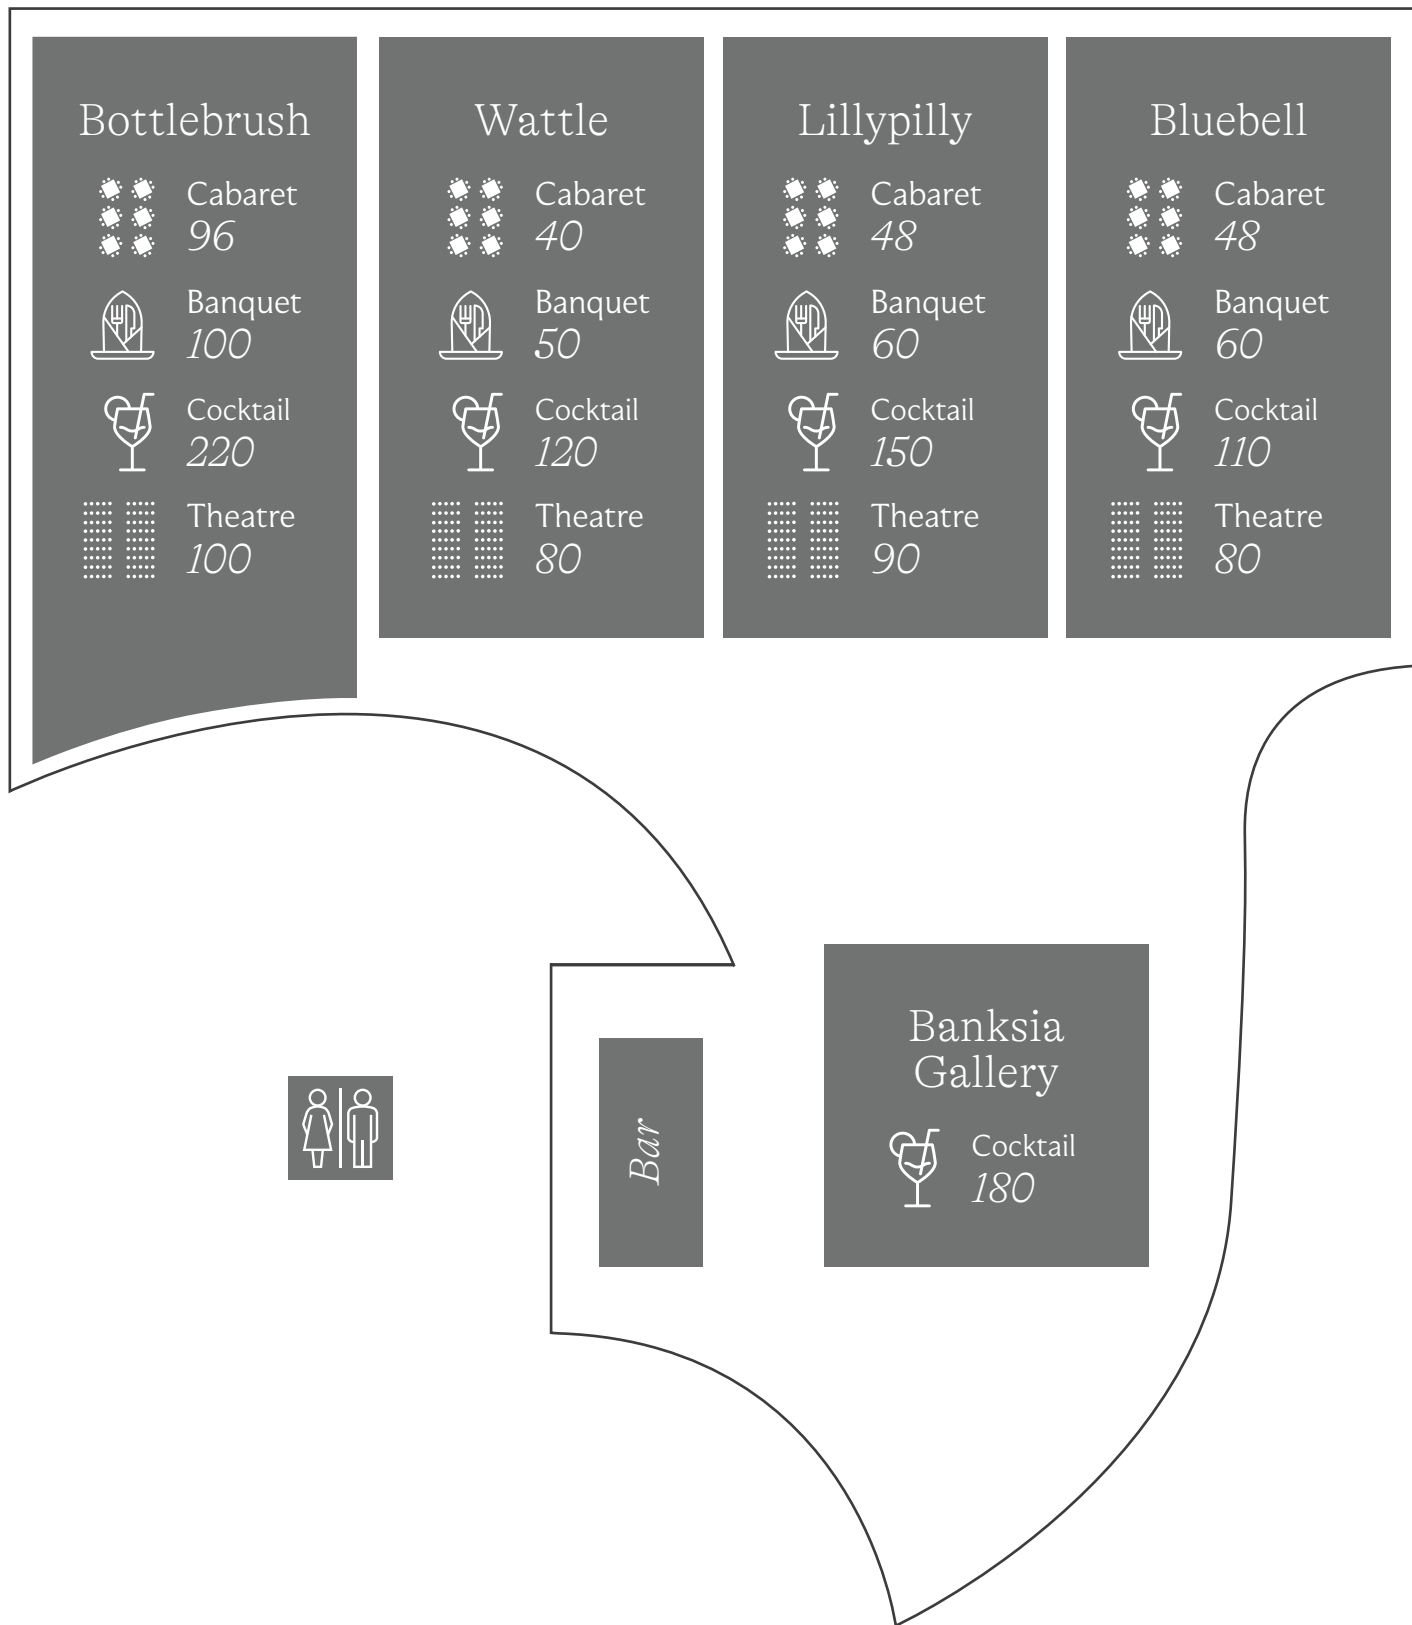 Bottlebrush
Cabaret
96
Banquet
100
Cocktail
220
Theatre
100
Wattle
Cabaret
40
Banquet
50
Cocktail
120
Theatre
80
Lillypilly
Cabaret
48
Banquet
60
Cocktail
150
Theatre
90
Bluebell
Cabaret
48
Banquet
60
Cocktail
110
Theatre
80
Bar
Banksia
Gallery
Cocktail
180